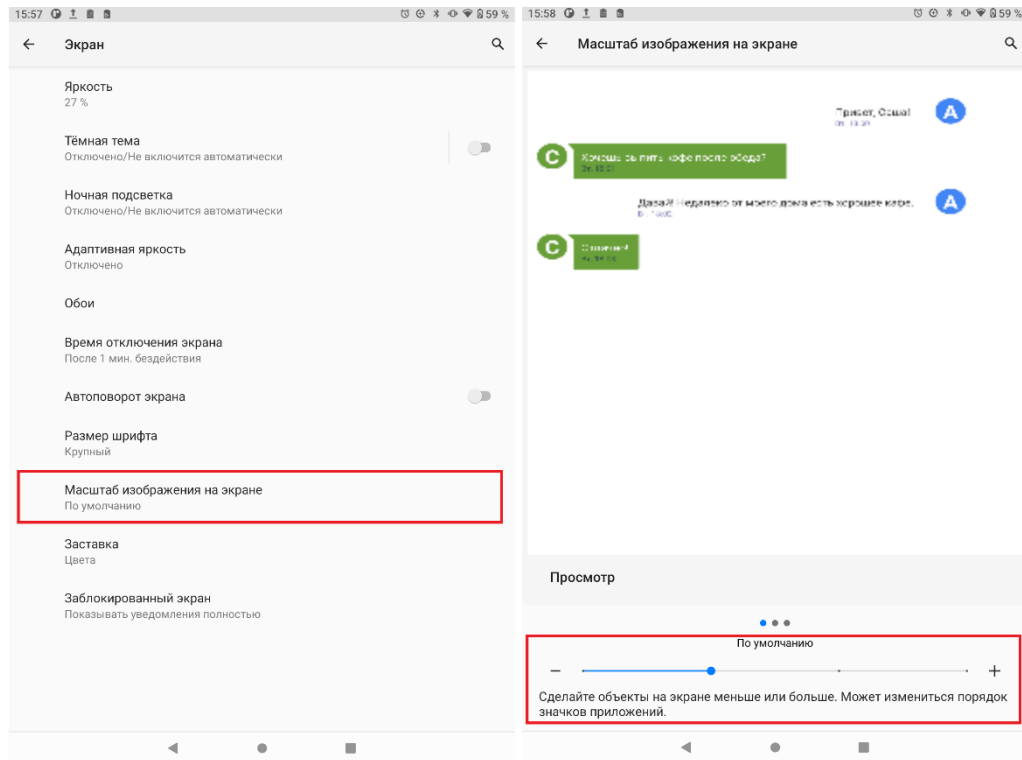 15:57
59 %
Экран
Яркость
27 %
Тёмная тема
Отключено/Не включится автоматически
Ночная подсветка
Отключено/Не включится автоматически
Адаптивная яркость
Отключено
Обои
Время отключения экрана
После 1 мин. бездействия
Автоповорот экрана
Размер шрифта
Крупный
Масштаб изображения на экране
По умолчанию
Заставка
Цвета
Заблокированный экран
Показывать уведомления полностью
15:58
59 %
Масштаб изображения на экране
Привет, Саша!
A
C
Хочешь выпить кофе после обеда?
Давай! Недалеко от моего дома есть хорошее кафе.
A
C
Отлично!
Просмотр
По умолчанию
Сделайте объекты на экране меньше или больше. Может измениться порядок
значков приложений.